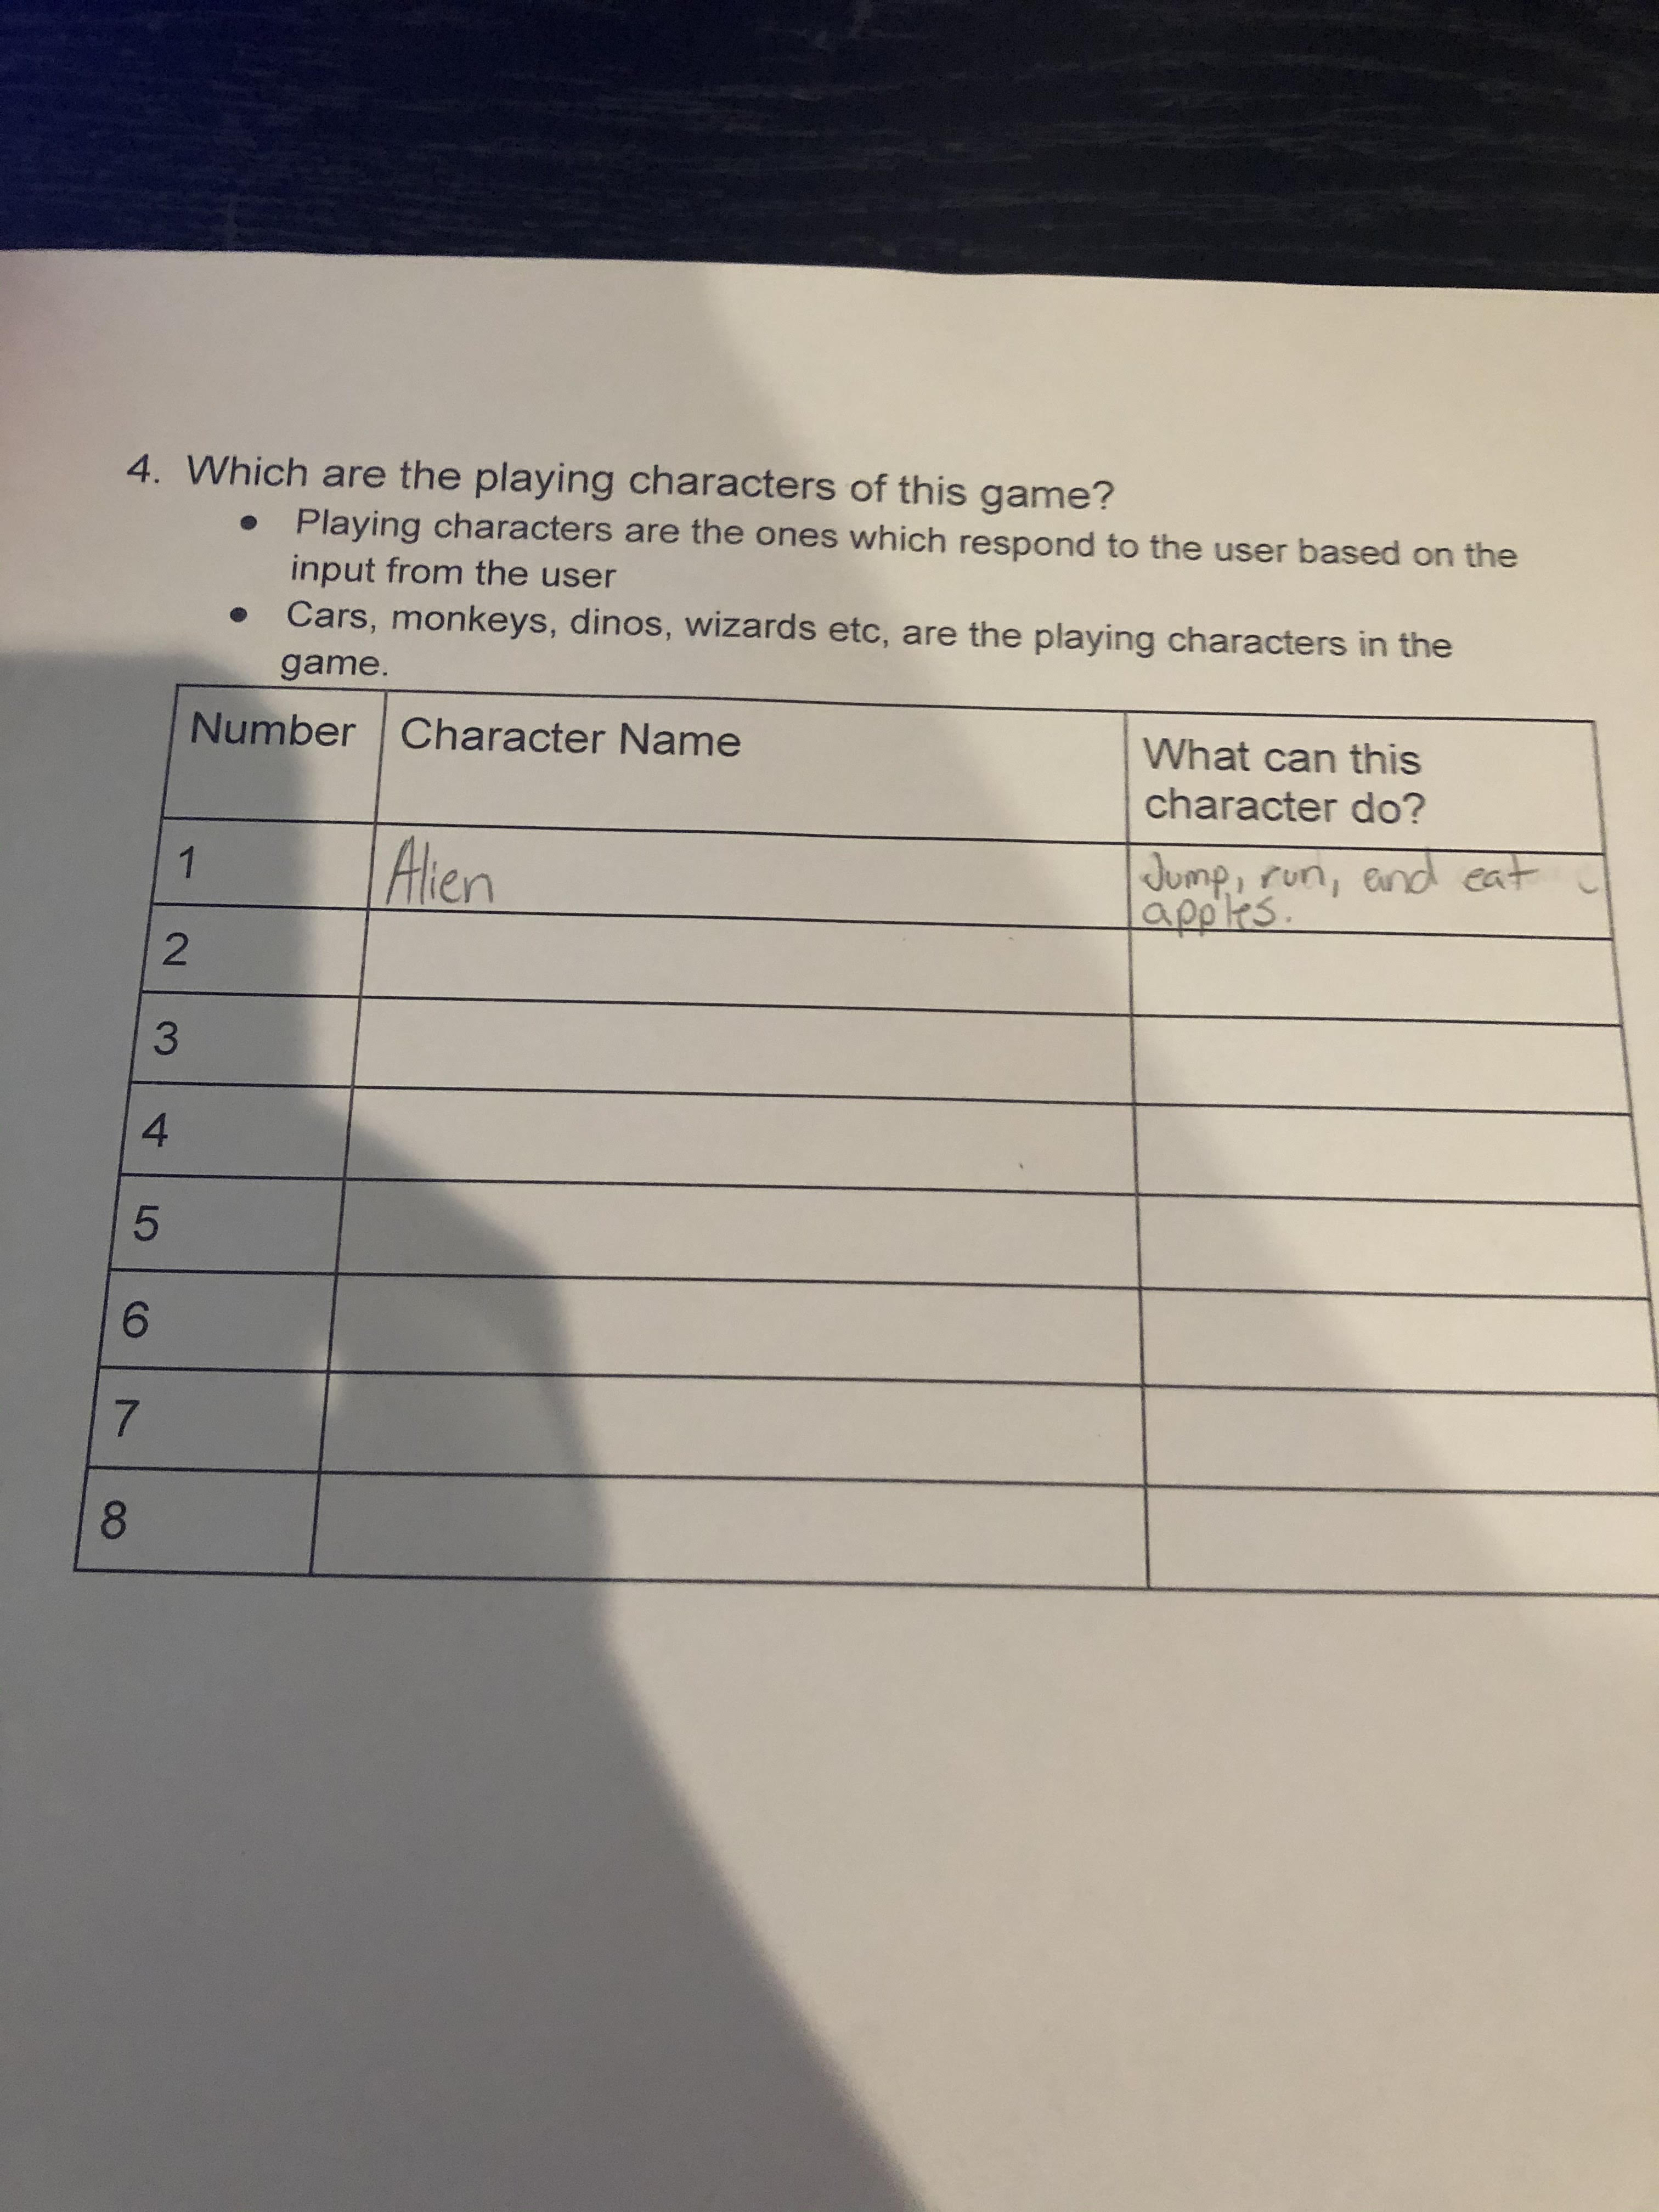 4. Which are the playing characters of this game?
● Playing characters are the ones which respond to the user based on the
input from the user
● Cars, monkeys, dinos, wizards etc, are the playing characters in the
game.
Number Character Name What can this
character do?
1 Alien Jump, run, and eat
apples.
2
3
4
5
6
7
8